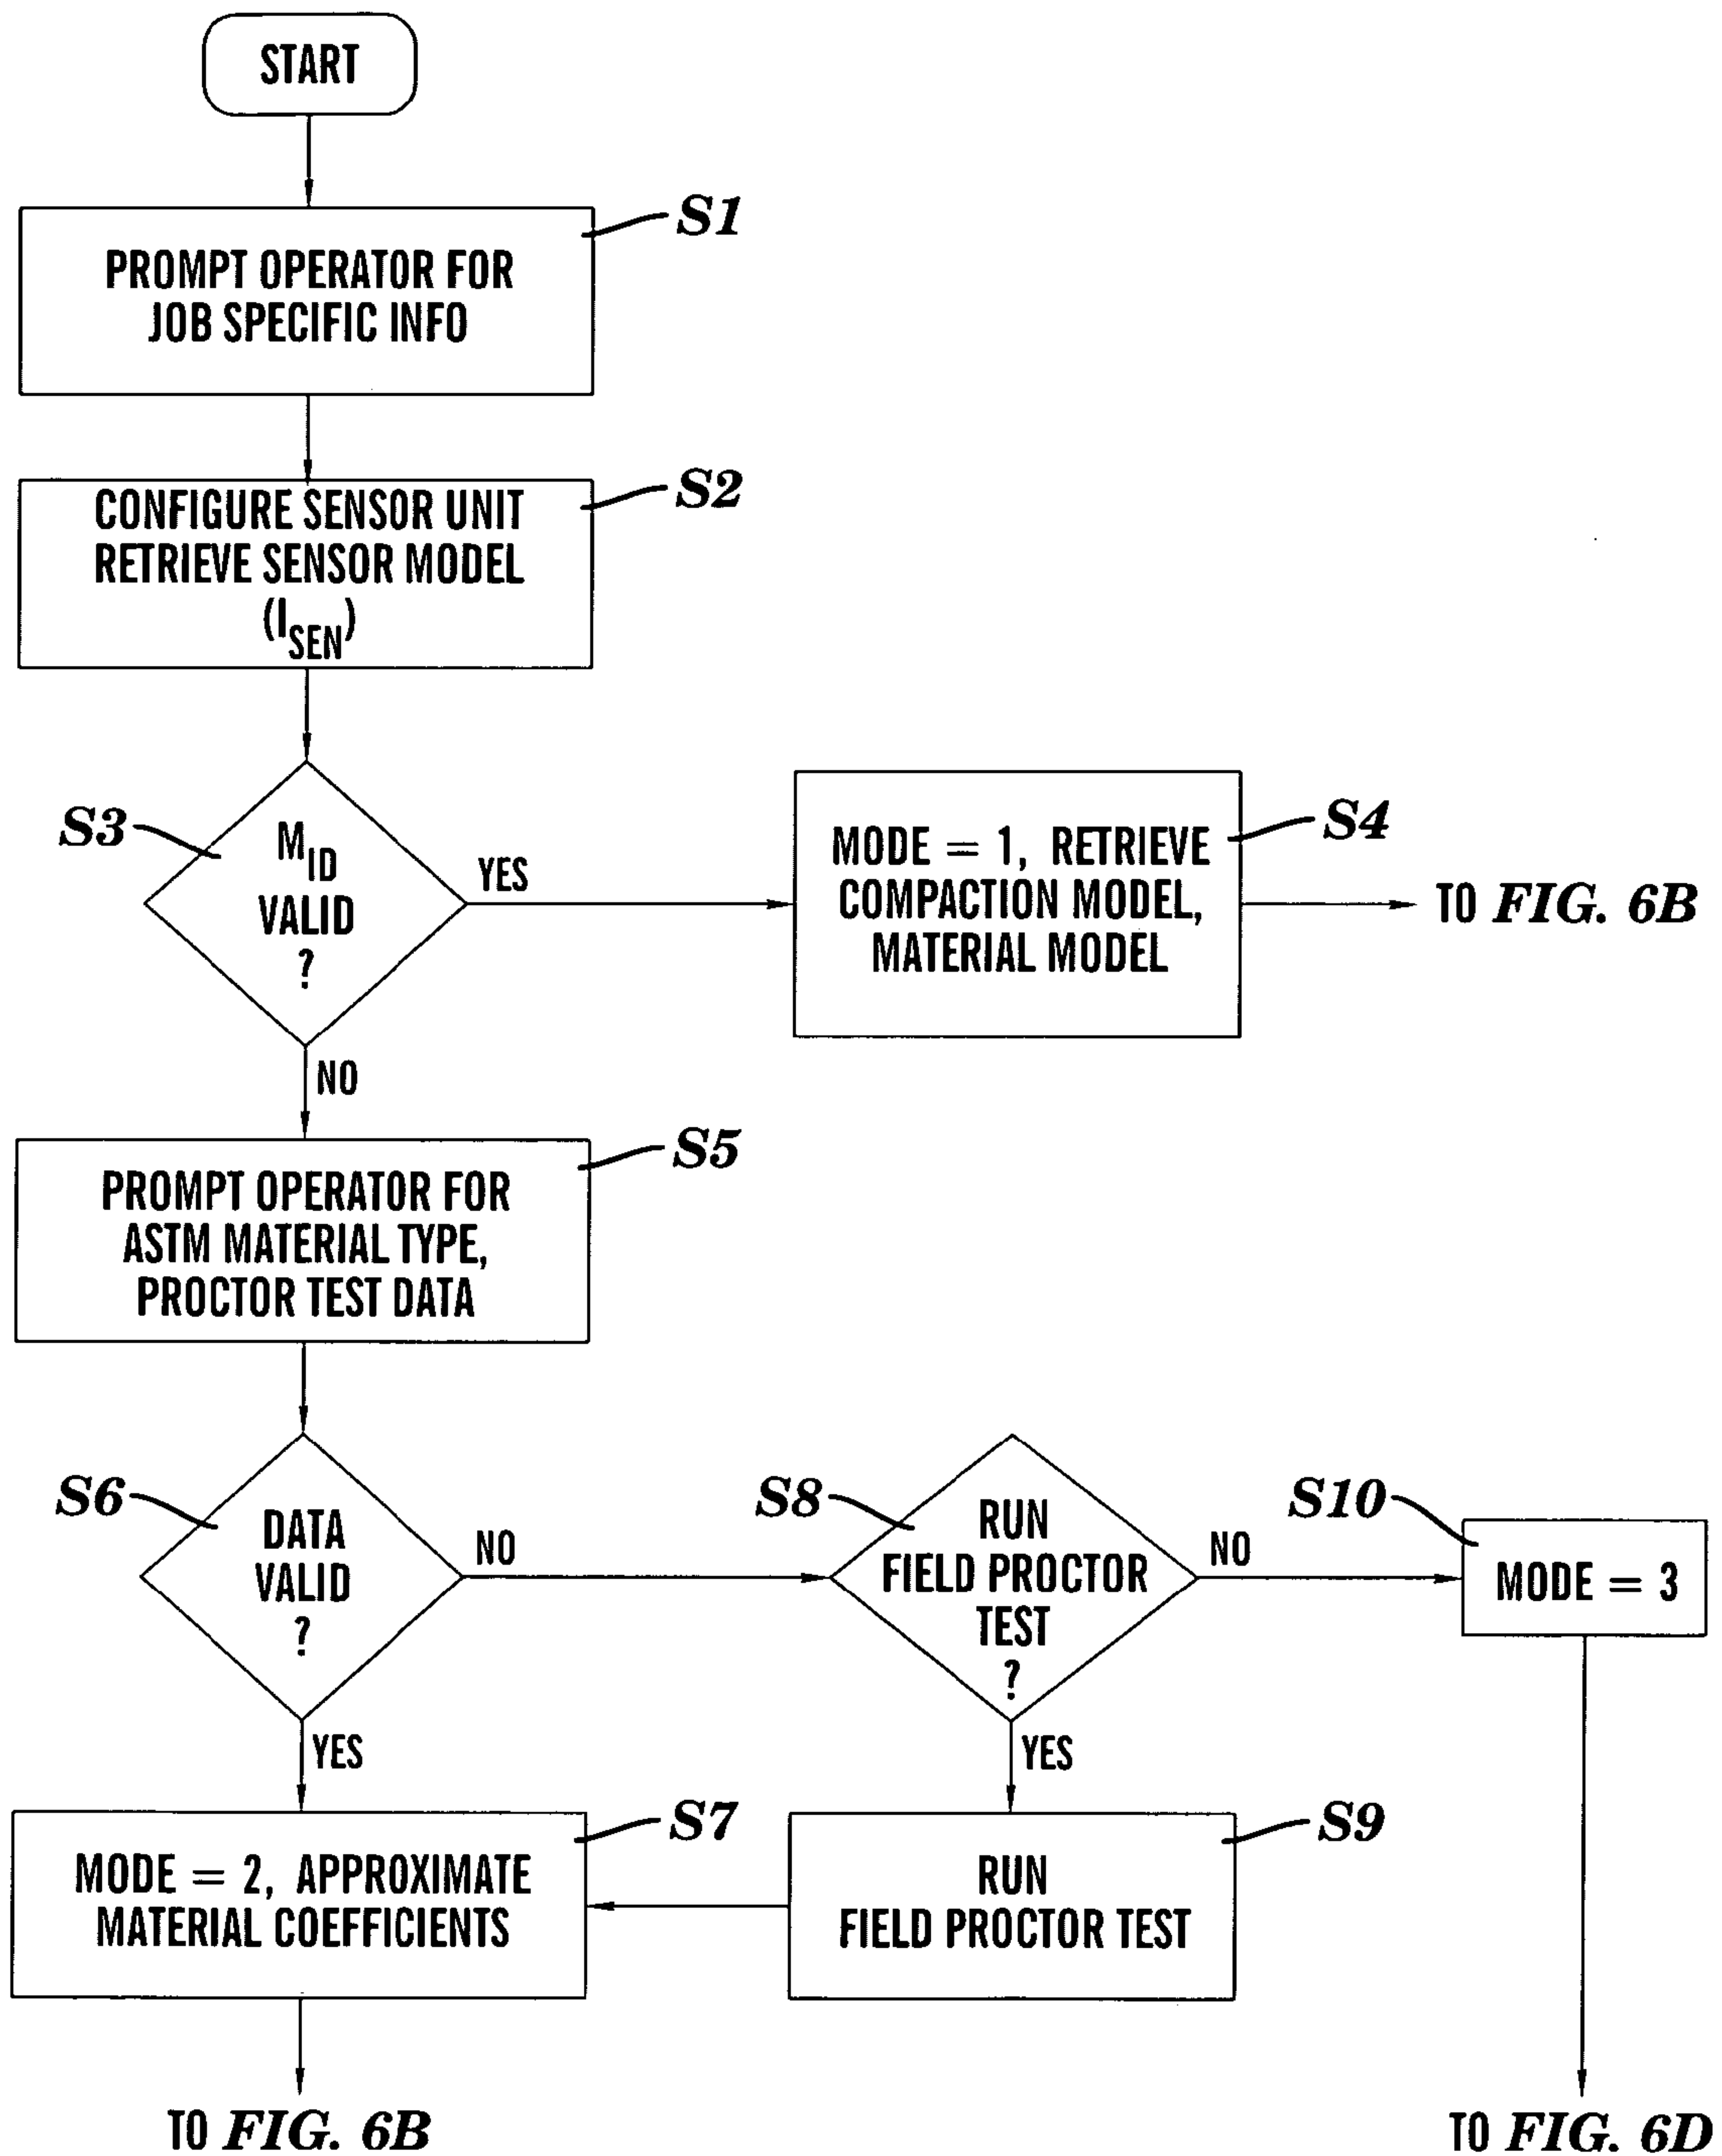 START
S1
PROMPT OPERATOR FOR
JOB SPECIFIC INFO
S2
CONFIGURE SENSOR UNIT
RETRIEVE SENSOR MODEL
(I_SEN)
S3
M_ID
VALID
?
YES
S4
MODE = 1, RETRIEVE
COMPACTION MODEL,
MATERIAL MODEL
TO FIG. 6B
NO
S5
PROMPT OPERATOR FOR
ASTM MATERIAL TYPE,
PROCTOR TEST DATA
S6
DATA
VALID
?
NO
S8
RUN
FIELD PROCTOR
TEST
?
NO
S10
MODE = 3
YES
YES
S7
MODE = 2, APPROXIMATE
MATERIAL COEFFICIENTS
S9
RUN
FIELD PROCTOR TEST
TO FIG. 6B
TO FIG. 6D